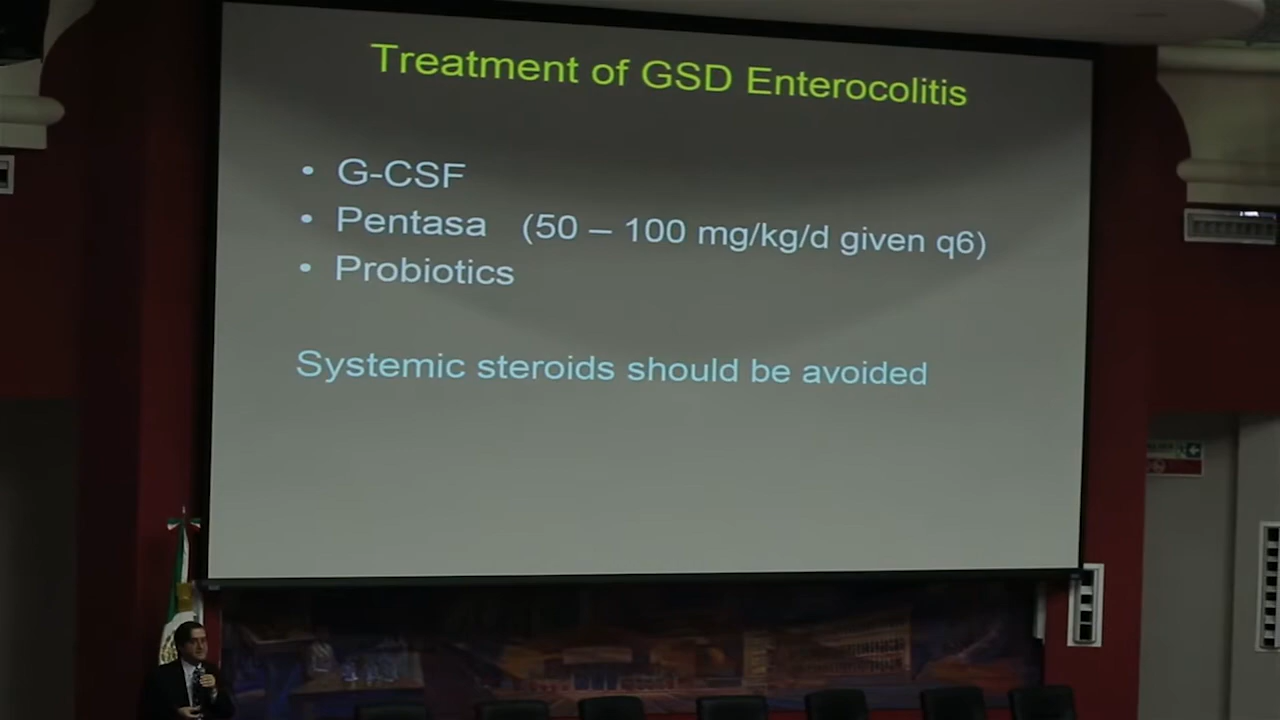 Treatment of GSD Enterocolitis
• G-CSF
• Pentasa (50 – 100 mg/kg/d given q6)
• Probiotics
Systemic steroids should be avoided